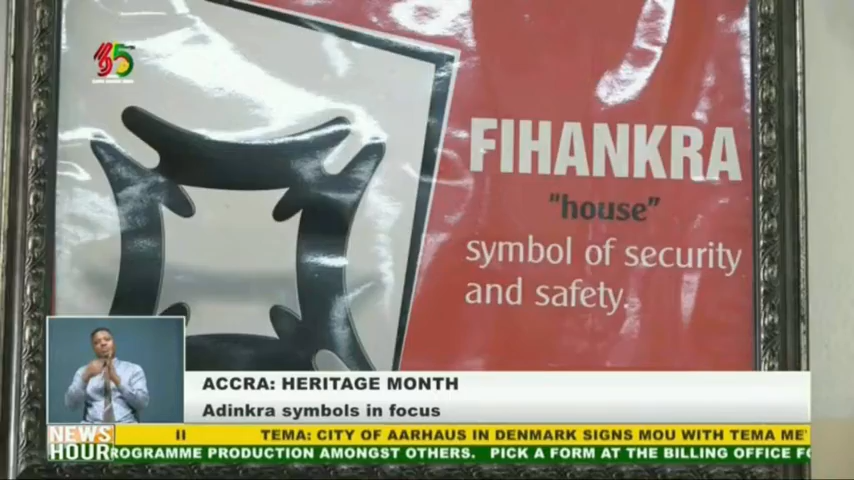 65
FIHANKRA
"house"
symbol of security
and safety.
ACCRA: HERITAGE MONTH
Adinkra symbols in focus
NEWS
HOUR
II TEMA: CITY OF AARHAUS IN DENMARK SIGNS MOU WITH TEMA ME
ROGRAMME PRODUCTION AMONGST OTHERS. PICK A FORM AT THE BILLING OFFICE FO